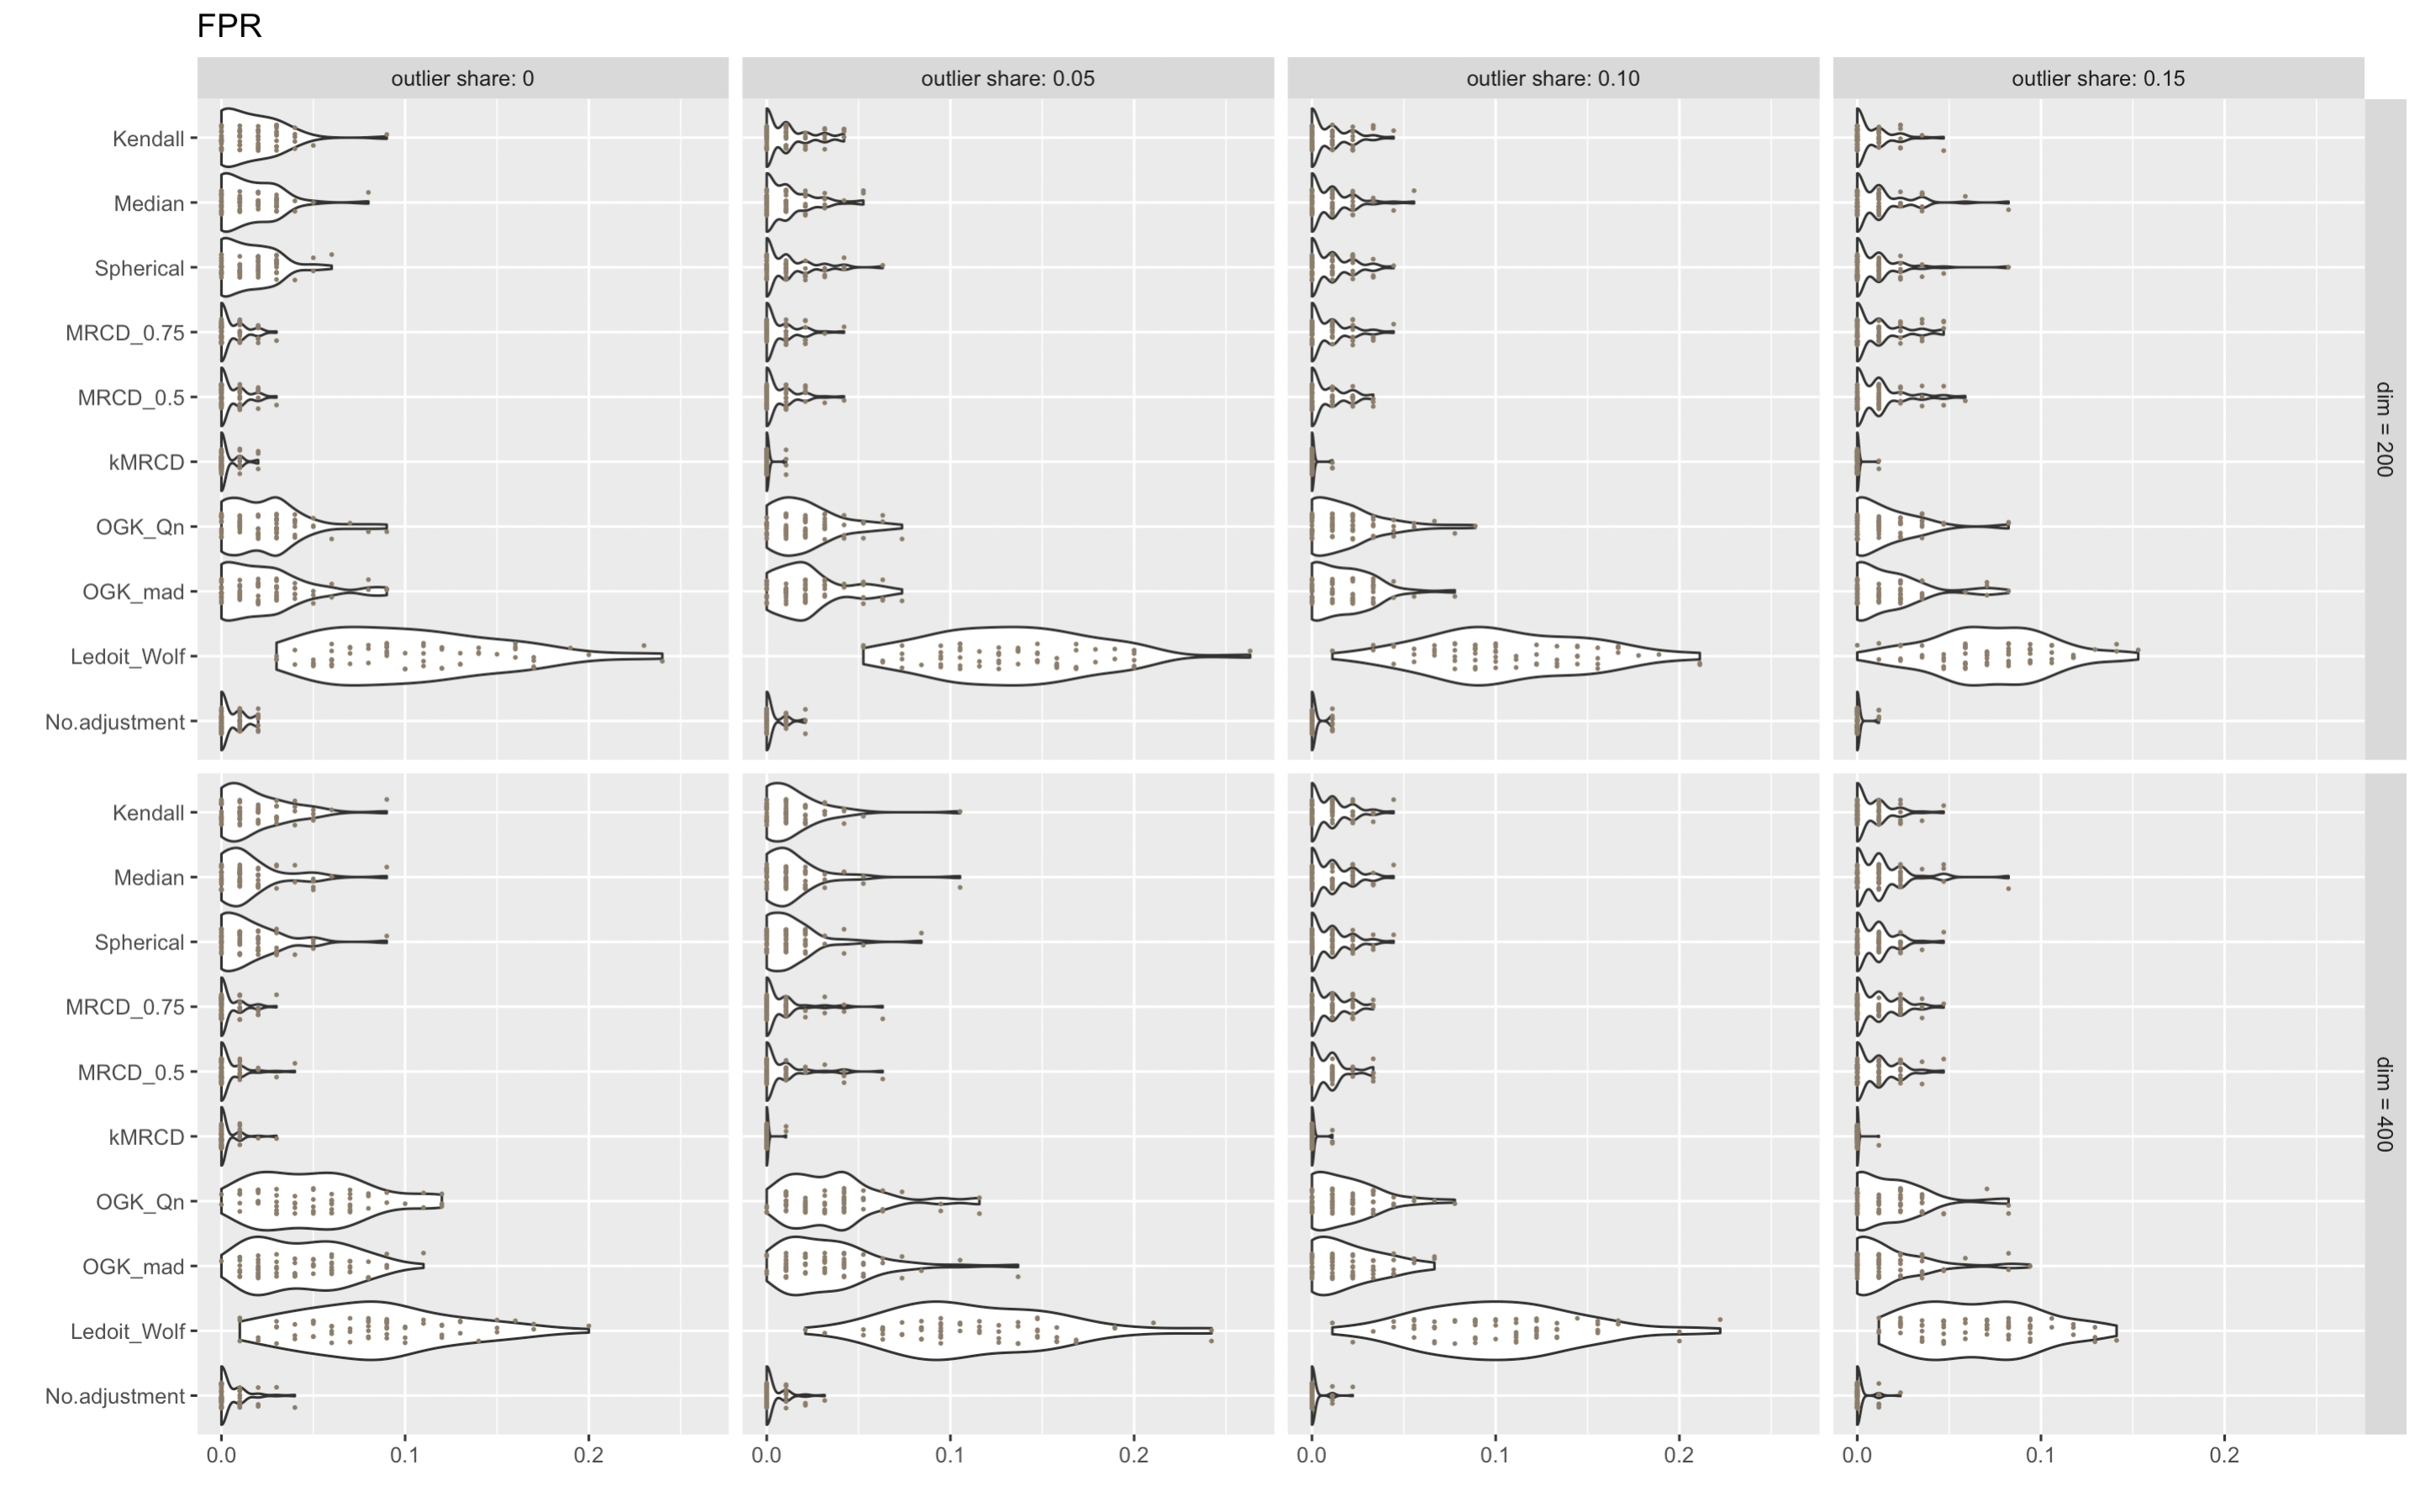 FPR
outlier share: 0
outlier share: 0.05
outlier share: 0.10
outlier share: 0.15
Kendall
Median
Spherical
MRCD_0.75
MRCD_0.5
kMRCD
OGK_Qn
OGK_mad
Ledoit_Wolf
No.adjustment
dim = 200
Kendall
Median
Spherical
MRCD_0.75
MRCD_0.5
kMRCD
OGK_Qn
OGK_mad
Ledoit_Wolf
No.adjustment
dim = 400
0.0 0.1 0.2
0.0 0.1 0.2
0.0 0.1 0.2
0.0 0.1 0.2